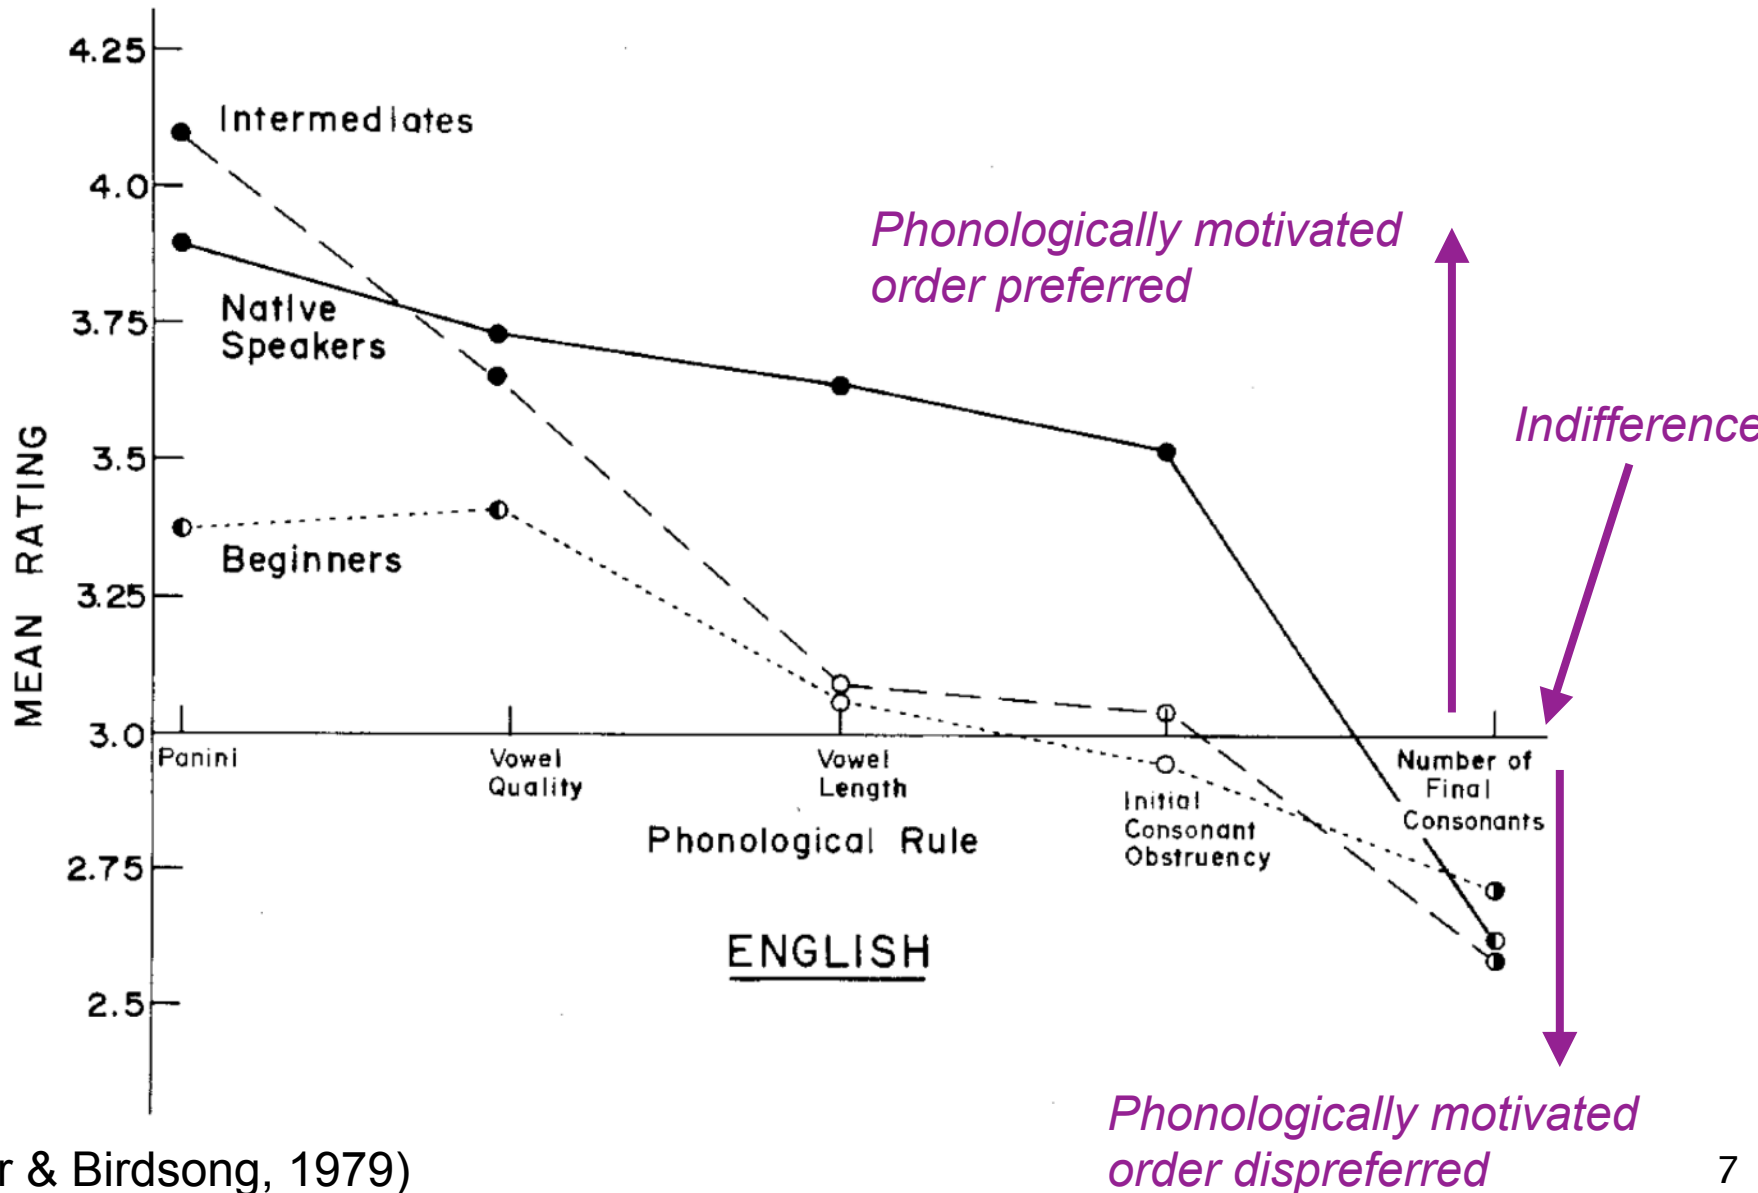 4.25
Intermediates
4.0
Phonologically motivated
order preferred
Native
Speakers
3.75
MEAN RATING
3.5
Indifference
Beginners
3.25
3.0
Panini
Vowel
Quality
Vowel
Length
Initial
Consonant
Obstruency
Number of
Final
Consonants
Phonological Rule
2.75
ENGLISH
2.5
Phonologically motivated
order dispreferred
r & Birdsong, 1979)
7